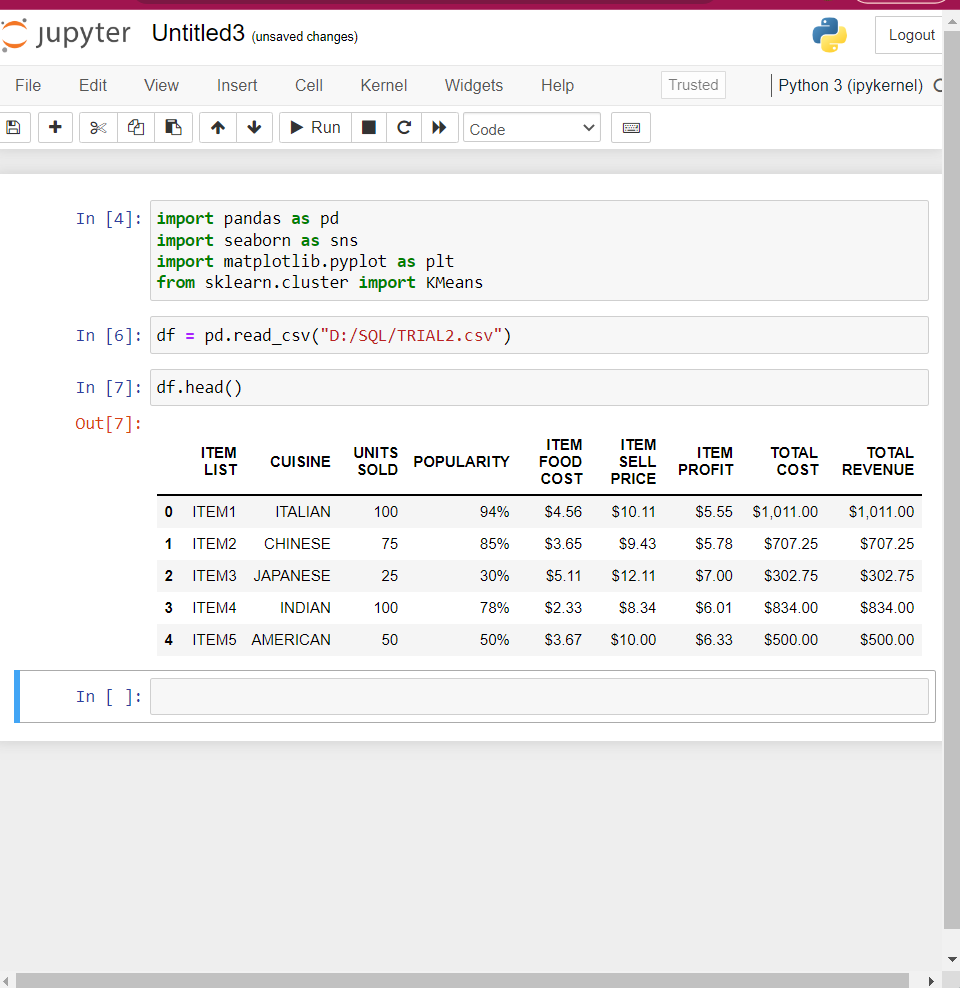 jupyter Untitled3 (unsaved changes) Logout
File Edit View Insert Cell Kernel Widgets Help Trusted Python 3 (ipykernel)
Run Code
In [4]: import pandas as pd
import seaborn as sns
import matplotlib.pyplot as plt
from sklearn.cluster import KMeans
In [6]: df = pd.read_csv("D:/SQL/TRIAL2.csv")
In [7]: df.head()
Out[7]:
ITEM LIST CUISINE UNITS SOLD POPULARITY ITEM FOOD COST ITEM SELL PRICE ITEM PROFIT TOTAL COST TOTAL REVENUE
0 ITEM1 ITALIAN 100 94% $4.56 $10.11 $5.55 $1,011.00 $1,011.00
1 ITEM2 CHINESE 75 85% $3.65 $9.43 $5.78 $707.25 $707.25
2 ITEM3 JAPANESE 25 30% $5.11 $12.11 $7.00 $302.75 $302.75
3 ITEM4 INDIAN 100 78% $2.33 $8.34 $6.01 $834.00 $834.00
4 ITEM5 AMERICAN 50 50% $3.67 $10.00 $6.33 $500.00 $500.00
In [ ]: